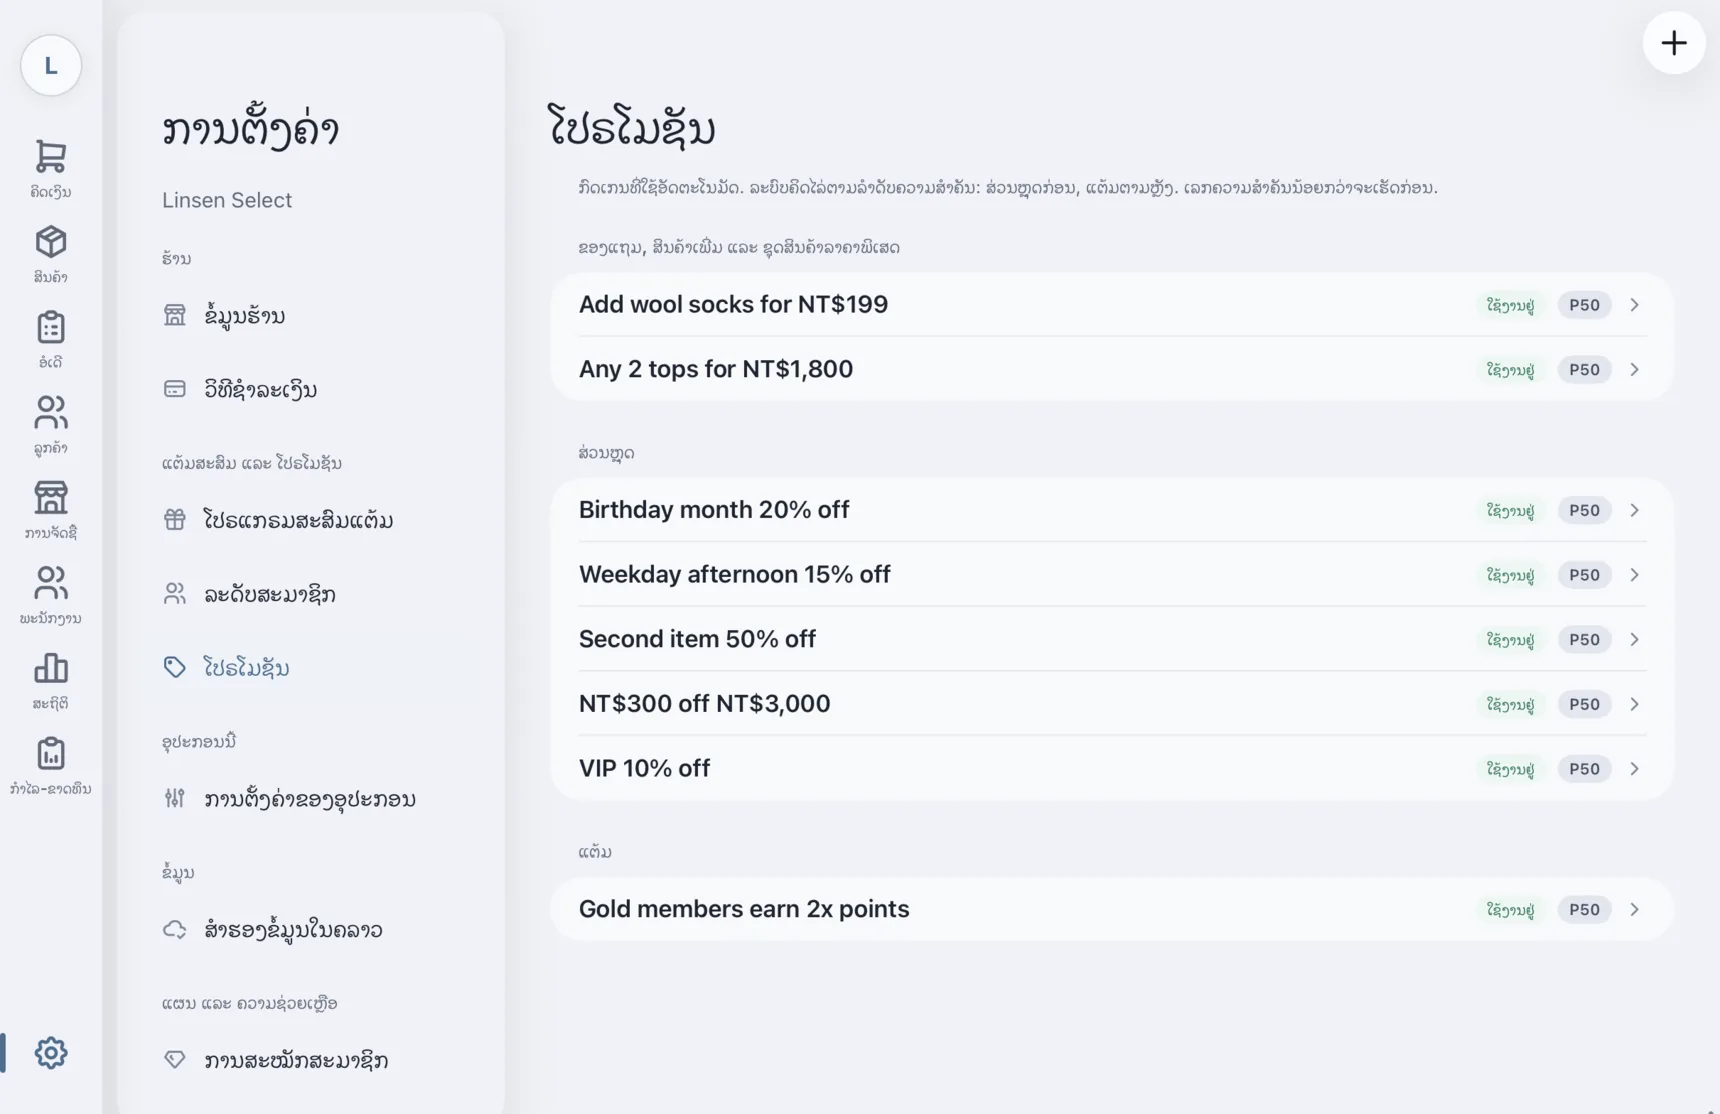 L
ຄິດເງິນ
ສິນຄ້າ
ອໍເດີ
ລູກຄ້າ
ການຈັດຊື້
ພະນັກງານ
ສະຖິຕິ
ກຳໄລ-ຂາດທຶນ
ການຕັ້ງຄ່າ
Linsen Select
ຮ້ານ
ຂໍ້ມູນຮ້ານ
ວິທີຊຳລະເງິນ
ແຕ້ມສະສົມ ແລະ ໂປຣໂມຊັນ
ໂປຣແກຣມສະສົມແຕ້ມ
ລະດັບສະມາຊິກ
ໂປຣໂມຊັນ
ອຸປະກອນນີ້
ການຕັ້ງຄ່າຂອງອຸປະກອນ
ຂໍ້ມູນ
ສຳຮອງຂໍ້ມູນໃນຄລາວ
ແຜນ ແລະ ຄວາມຊ່ວຍເຫຼືອ
ການສະໝັກສະມາຊິກ
ໂປຣໂມຊັນ
ກົດເກນທີ່ໃຊ້ອັດຕະໂນມັດ. ລະບົບຄິດໄລ່ຕາມລຳດັບຄວາມສຳຄັນ: ສ່ວນຫຼຸດກ່ອນ, ແຕ້ມຕາມຫຼັງ. ເລກຄວາມສຳຄັນນ້ອຍກວ່າຈະເຮັດກ່ອນ.
ຂອງແຖມ, ສິນຄ້າເພີ່ມ ແລະ ຊຸດສິນຄ້າລາຄາພິເສດ
Add wool socks for NT$199 ໃຊ້ງານຢູ່ P50
Any 2 tops for NT$1,800 ໃຊ້ງານຢູ່ P50
ສ່ວນຫຼຸດ
Birthday month 20% off ໃຊ້ງານຢູ່ P50
Weekday afternoon 15% off ໃຊ້ງານຢູ່ P50
Second item 50% off ໃຊ້ງານຢູ່ P50
NT$300 off NT$3,000 ໃຊ້ງານຢູ່ P50
VIP 10% off ໃຊ້ງານຢູ່ P50
ແຕ້ມ
Gold members earn 2x points ໃຊ້ງານຢູ່ P50